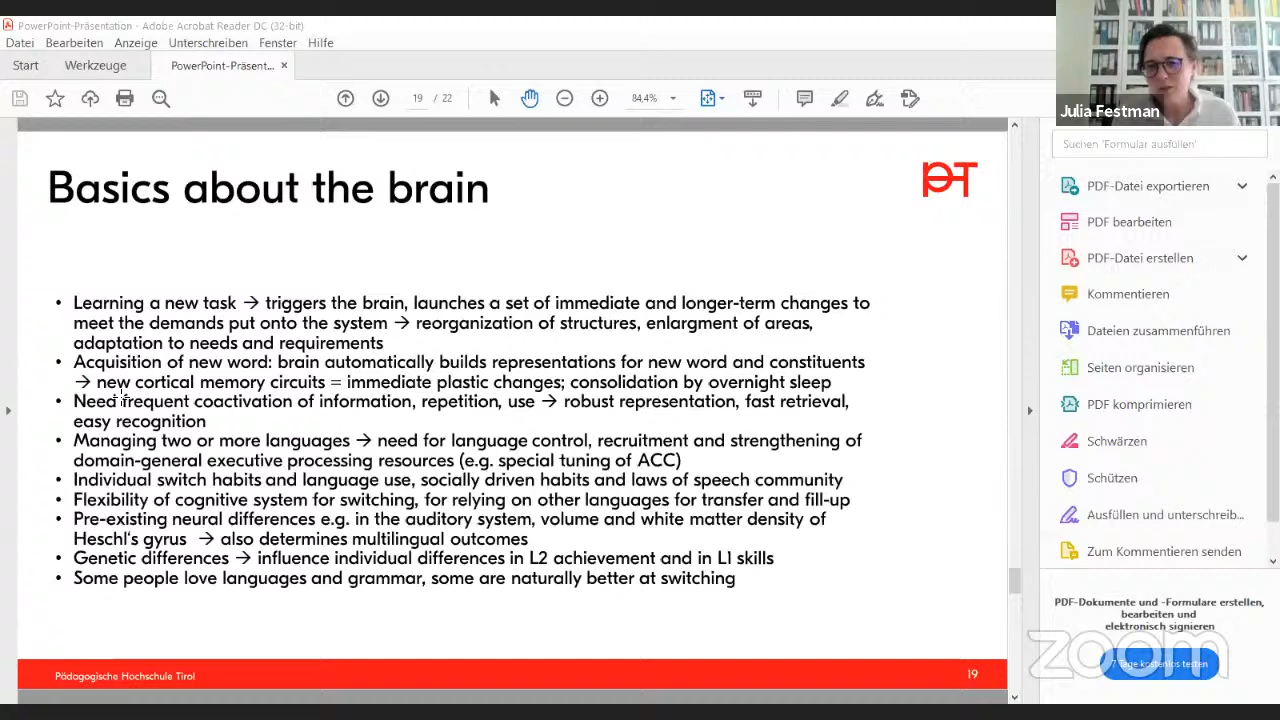 PowerPoint-Präsentation - Adobe Acrobat Reader DC (32-bit)
Datei Bearbeiten Anzeige Unterschreiben Fenster Hilfe
Start Werkzeuge PowerPoint-Präsent... ×
19 / 22 84,4%
Julia Festman
Suchen 'Formular ausfüllen'
Basics about the brain
PHT
• Learning a new task → triggers the brain, launches a set of immediate and longer-term changes to
meet the demands put onto the system → reorganization of structures, enlargment of areas,
adaptation to needs and requirements
• Acquisition of new word: brain automatically builds representations for new word and constituents
→ new cortical memory circuits = immediate plastic changes; consolidation by overnight sleep
• Need frequent coactivation of information, repetition, use → robust representation, fast retrieval,
easy recognition
• Managing two or more languages → need for language control, recruitment and strengthening of
domain-general executive processing resources (e.g. special tuning of ACC)
• Individual switch habits and language use, socially driven habits and laws of speech community
• Flexibility of cognitive system for switching, for relying on other languages for transfer and fill-up
• Pre-existing neural differences e.g. in the auditory system, volume and white matter density of
Heschl‘s gyrus → also determines multilingual outcomes
• Genetic differences → influence individual differences in L2 achievement and in L1 skills
• Some people love languages and grammar, some are naturally better at switching
Pädagogische Hochschule Tirol
19
PDF-Datei exportieren
PDF bearbeiten
PDF-Datei erstellen
Kommentieren
Dateien zusammenführen
Seiten organisieren
PDF komprimieren
Schwärzen
Schützen
Ausfüllen und unterschreib...
Zum Kommentieren senden
PDF-Dokumente und -Formulare erstellen,
bearbeiten und
elektronisch signieren
7 Tage kostenlos testen
zoom